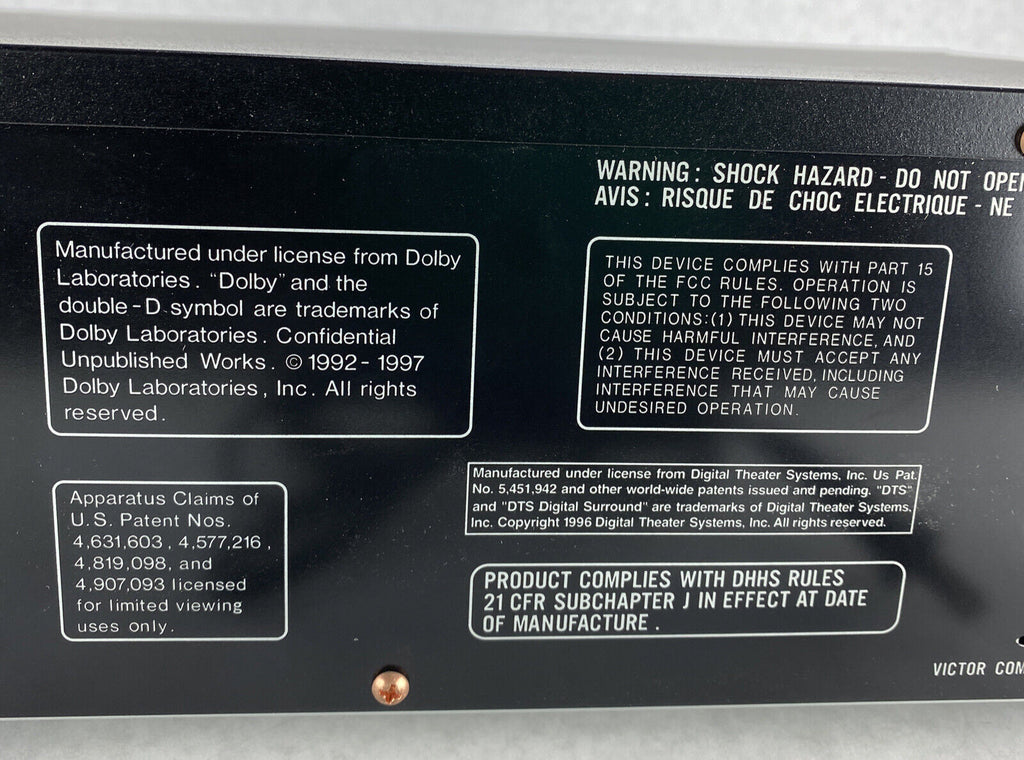 WARNING: SHOCK HAZARD - DO NOT
AVIS: RISQUE DE CHOC ELECTRIQUE - NE
Manufactured under license from Dolby
Laboratories. "Dolby" and the
double-D symbol are trademarks of
Dolby Laboratories. Confidential
Unpublished Works. © 1992-1997
Dolby Laboratories, Inc. All rights
reserved.
THIS DEVICE COMPLIES WITH PART 15
OF THE FCC RULES. OPERATION IS
SUBJECT TO THE FOLLOWING TWO
CONDITIONS:(1) THIS DEVICE MAY NOT
CAUSE HARMFUL INTERFERENCE, AND
(2) THIS DEVICE MUST ACCEPT ANY
INTERFERENCE RECEIVED, INCLUDING
INTERFERENCE THAT MAY CAUSE
UNDESIRED OPERATION.
Apparatus Claims of
U.S. Patent Nos.
4,631,603, 4,577,216,
4,819,098, and
4,907,093 licensed
for limited viewing
uses only.
Manufactured under license from Digital Theater Systems, Inc. Us Pat.
No. 5,451,942 and other world-wide patents issued and pending. "DTS"
and "DTS Digital Surround" are trademarks of Digital Theater Systems,
Inc. Copyright 1996 Digital Theater Systems, Inc. All rights reserved.
PRODUCT COMPLIES WITH DHHS RULES
21 CFR SUBCHAPTER J IN EFFECT AT DATE
OF MANUFACTURE.
VICTOR